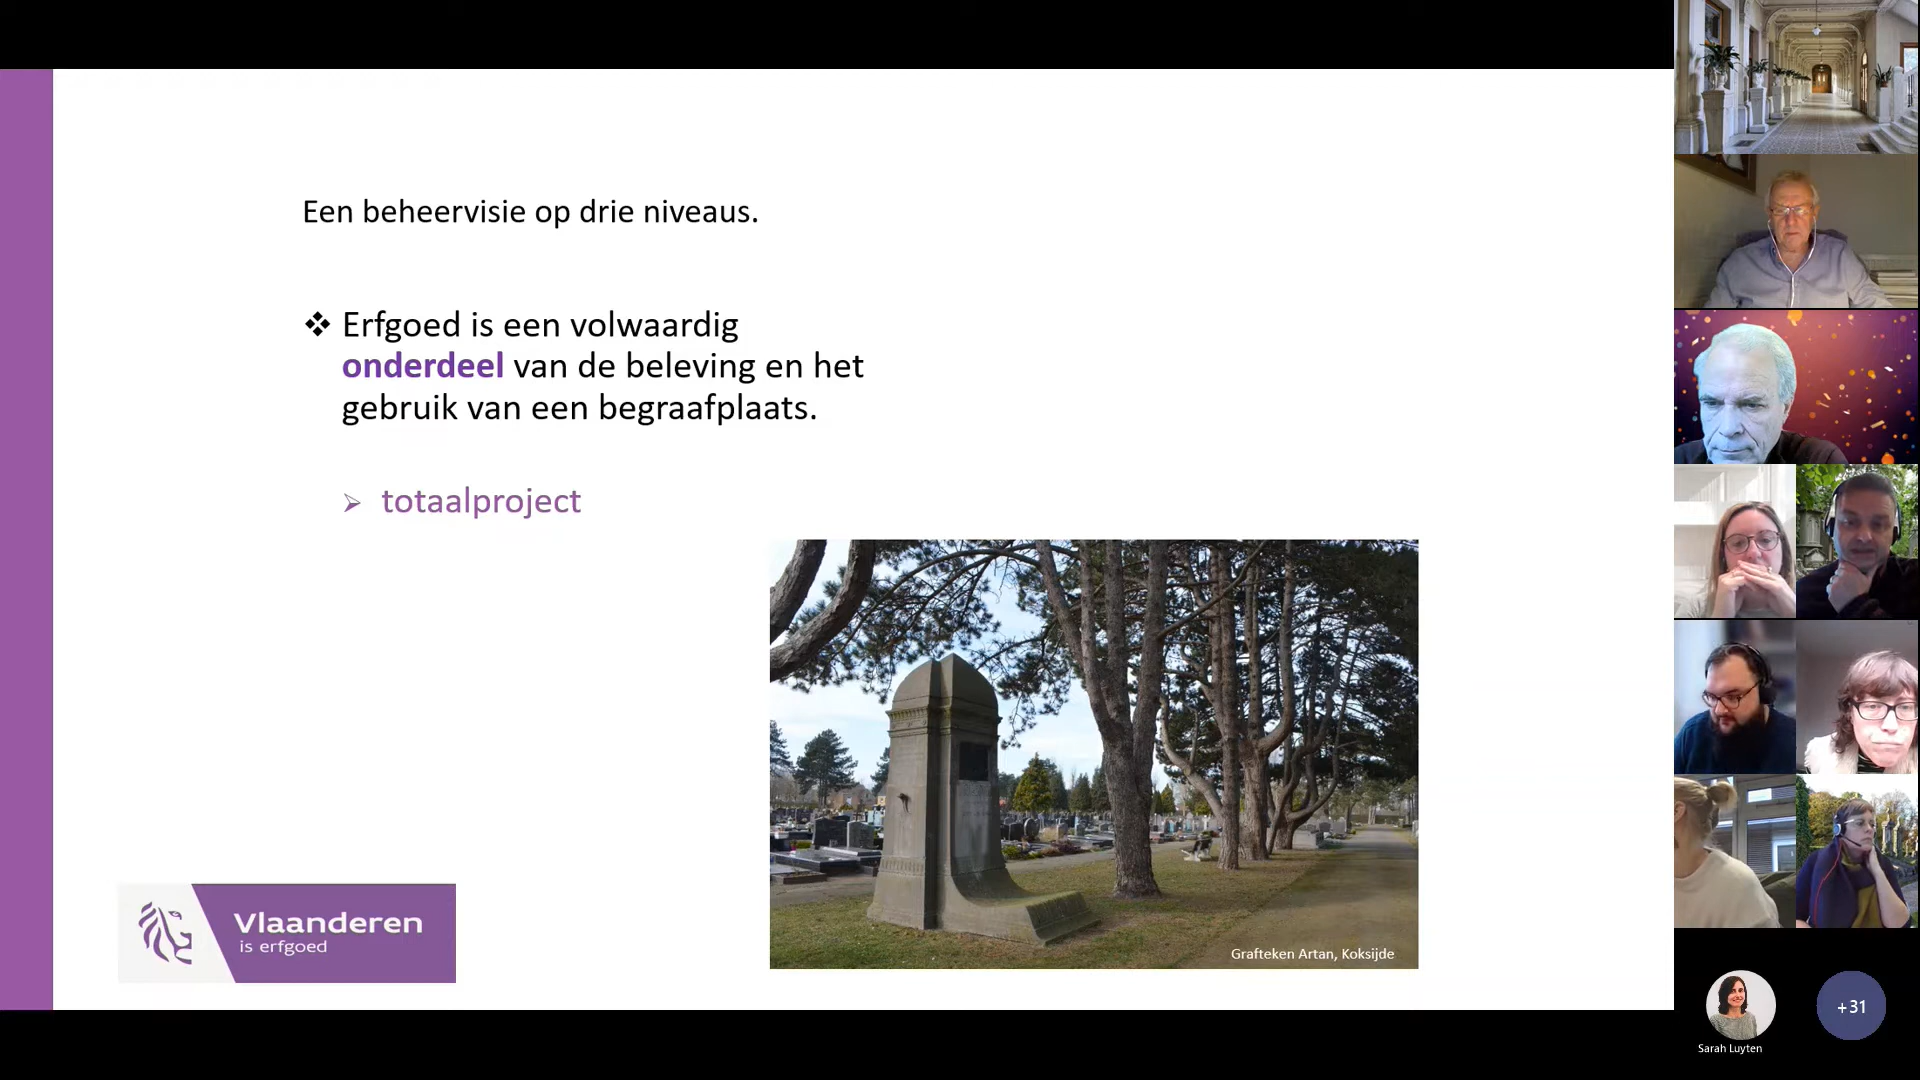 Een beheervisie op drie niveaus.
❖ Erfgoed is een volwaardig
onderdeel van de beleving en het
gebruik van een begraafplaats.
➢ totaalproject
Grafteken Artan, Koksijde
Vlaanderen
is erfgoed
+31
Sarah Luyten